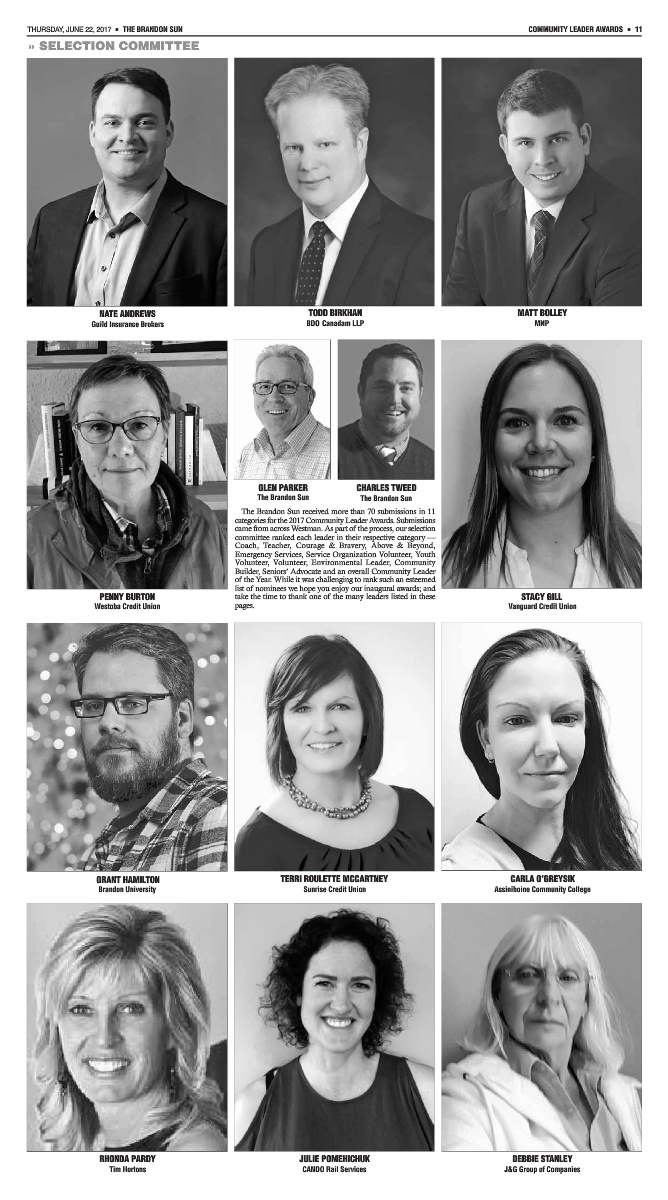 THURSDAY, JUNE 22, 2017 ▪ THE BRANDON SUN
COMMUNITY LEADER AWARDS ▪ 11
» SELECTION COMMITTEE
NATE ANDREWS
Guild Insurance Brokers
TODD BIRKHAN
BDO Canadam LLP
MATT BOLLEY
MNP
GLEN PARKER
The Brandon Sun
CHARLES TWEED
The Brandon Sun
The Brandon Sun received more than 70 submissions in 11
categories for the 2017 Community Leader Awards. Submissions
came from across Westman. As part of the process, our selection
committee ranked each leader in their respective category —
Coach, Teacher, Courage & Bravery, Above & Beyond,
Emergency Services, Service Organization Volunteer, Youth
Volunteer, Volunteer, Environmental Leader, Community
Builder, Seniors' Advocate and an overall Community Leader
of the Year. While it was challenging to rank such an esteemed
list of nominees we hope you enjoy our inaugural awards; and
take the time to thank one of the many leaders listed in these
pages.
PENNY BURTON
Westoba Credit Union
STACY GILL
Vanguard Credit Union
GRANT HAMILTON
Brandon University
TERRI ROULETTE MCCARTNEY
Sunrise Credit Union
CARLA O'GREYSIK
Assiniboine Community College
RHONDA PARDY
Tim Hortons
JULIE POMEHICHUK
CANDO Rail Services
DEBBIE STANLEY
J&G Group of Companies